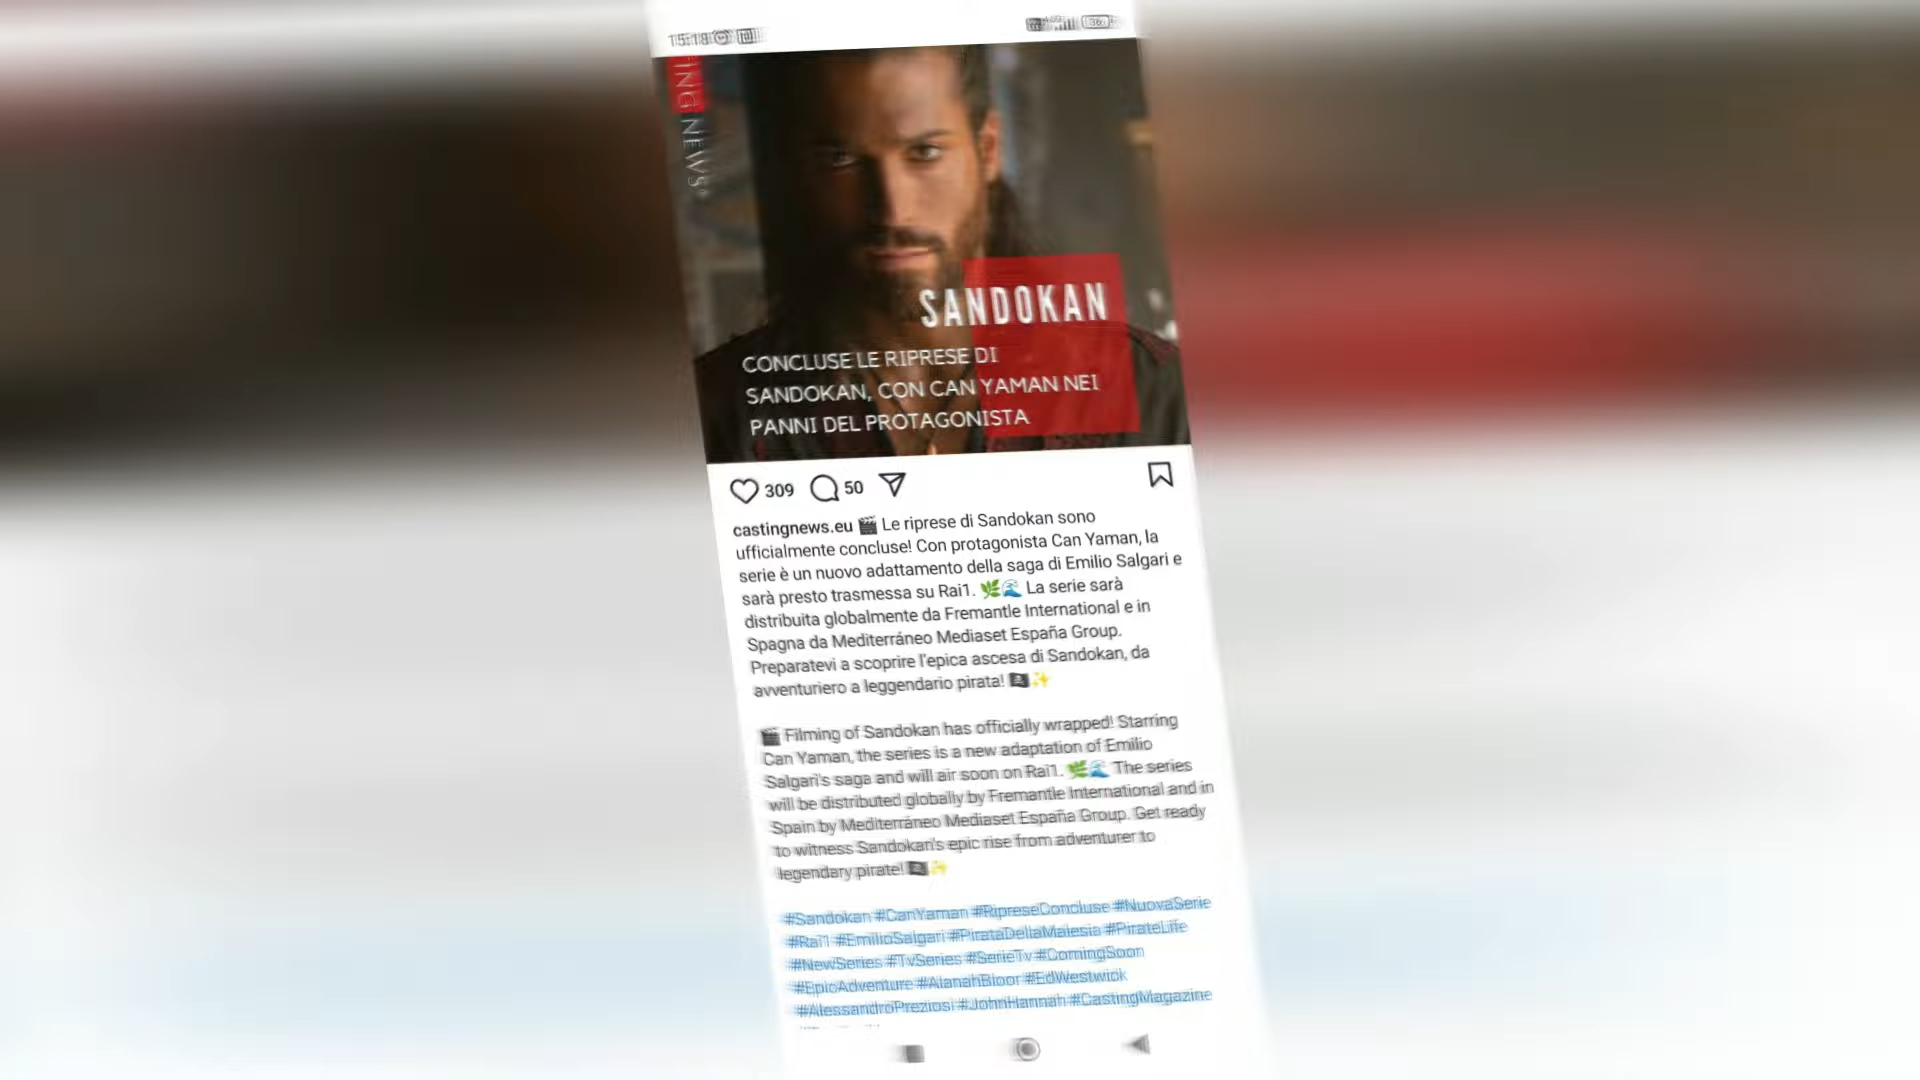 15:18
36
ING NEWS
SANDOKAN
CONCLUSE LE RIPRESE DI
SANDOKAN, CON CAN YAMAN NEI
PANNI DEL PROTAGONISTA
309 50
castingnews.eu 🎬 Le riprese di Sandokan sono
ufficialmente concluse! Con protagonista Can Yaman, la
serie è un nuovo adattamento della saga di Emilio Salgari e
sarà presto trasmessa su Rai1. 🌿🌊 La serie sarà
distribuita globalmente da Fremantle International e in
Spagna da Mediterráneo Mediaset España Group.
Preparatevi a scoprire l'epica ascesa di Sandokan, da
avventuriero a leggendario pirata! 🏴‍☠️✨
🎬 Filming of Sandokan has officially wrapped! Starring
Can Yaman, the series is a new adaptation of Emilio
Salgari's saga and will air soon on Rai1. 🌿🌊 The series
will be distributed globally by Fremantle International and in
Spain by Mediterráneo Mediaset España Group. Get ready
to witness Sandokan's epic rise from adventurer to
legendary pirate! 🏴‍☠️✨
#Sandokan #CanYaman #RipreseConcluse #NuovaSerie
#Rai1 #EmilioSalgari #PirataDellaMalesia #PirateLife
#NewSeries #TvSeries #SerieTv #ComingSoon
#EpicAdventure #AlanahBloor #EdWestwick
#AlessandroPreziosi #JohnHannah #CastingMagazine